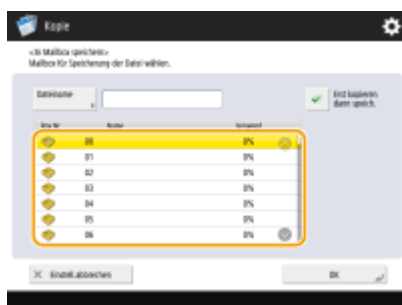 Kopie
<In Mailbox speichern>
Mailbox für Speicherung der Datei wählen.
Dateiname
Erst kopieren
dann speich.
Box-Nr Name Verwend
00 0%
01 0%
02 0%
03 0%
04 0%
05 0%
06 0%
Einstell.abbrechen
OK